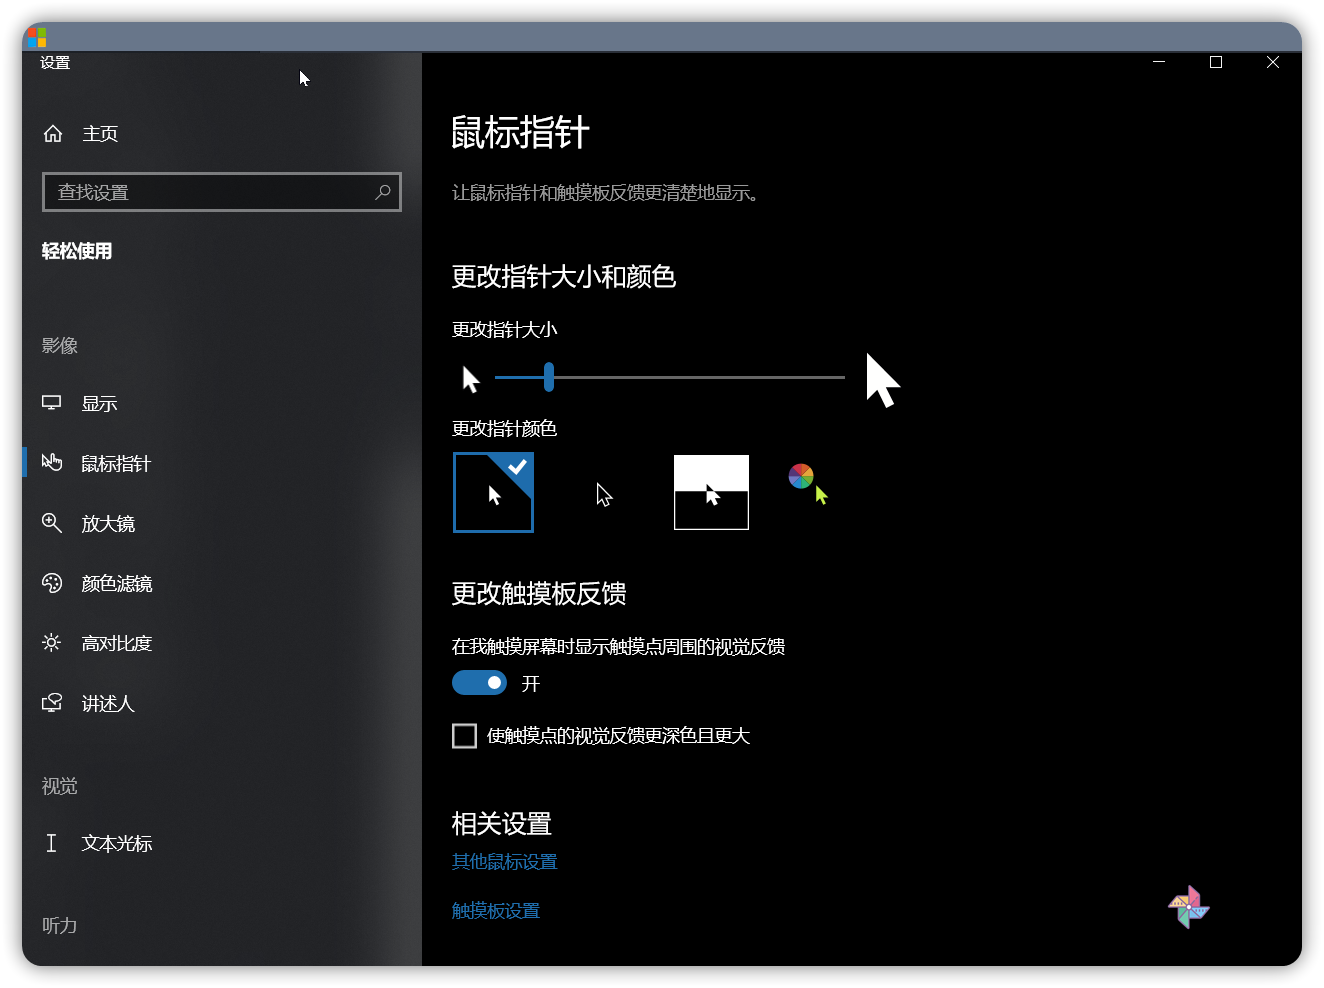 设置
主页
查找设置
轻松使用
影像
显示
鼠标指针
放大镜
颜色滤镜
高对比度
讲述人
视觉
文本光标
听力
鼠标指针
让鼠标指针和触摸板反馈更清楚地显示。
更改指针大小和颜色
更改指针大小
更改指针颜色
更改触摸板反馈
在我触摸屏幕时显示触摸点周围的视觉反馈
开
使触摸点的视觉反馈更深色且更大
相关设置
其他鼠标设置
触摸板设置